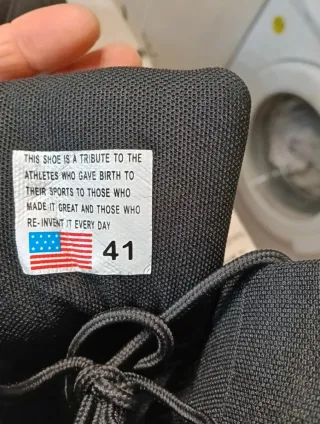 THIS SHOE IS A TRIBUTE TO THE
ATHLETES WHO GAVE BIRTH TO
THEIR SPORTS TO THOSE WHO
MADE IT GREAT AND THOSE WHO
RE-INVENT IT EVERY DAY
41